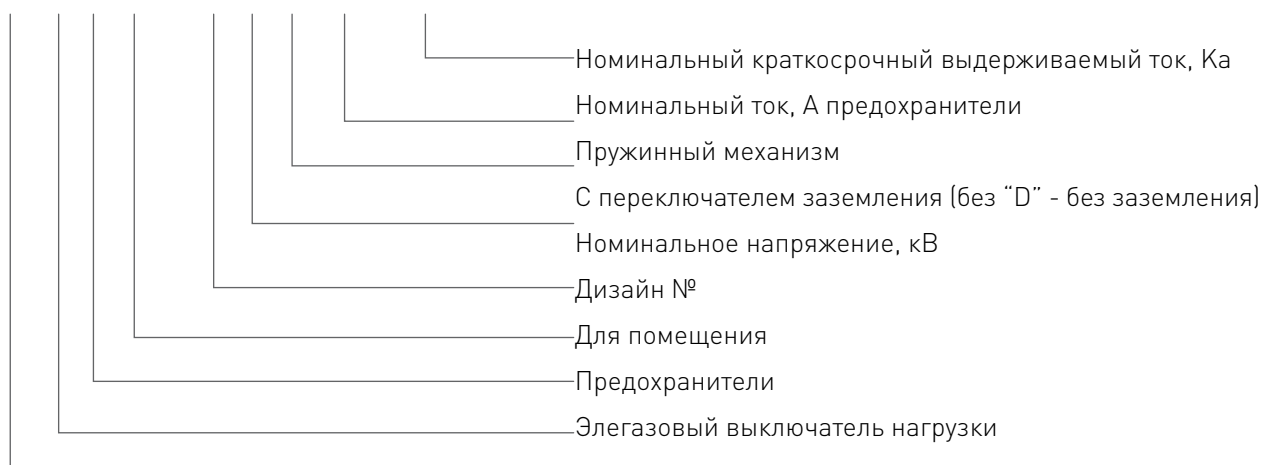 Номинальный краткосрочный выдерживаемый ток, Ка
Номинальный ток, А предохранители
Пружинный механизм
С переключателем заземления (без “D” - без заземления)
Номинальное напряжение, кВ
Дизайн №
Для помещения
Предохранители
Элегазовый выключатель нагрузки